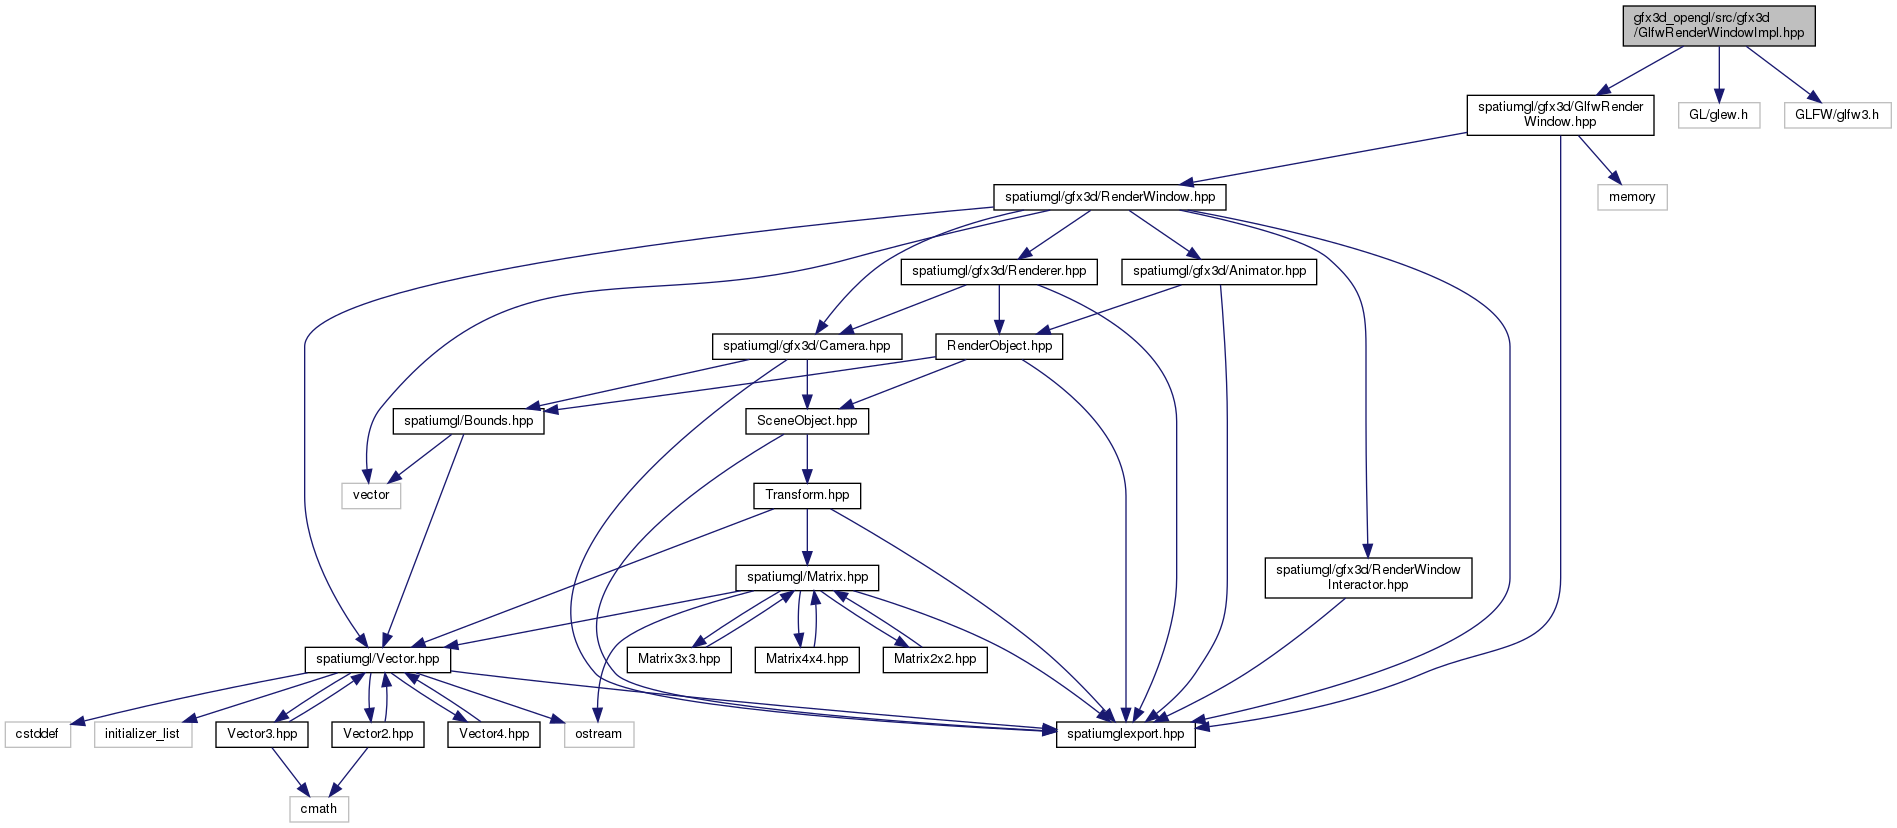 gfx3d_opengl/src/gfx3d
/GlfwRenderWindowImpl.hpp
spatiumgl/gfx3d/GlfwRender
Window.hpp
GL/glew.h
GLFW/glfw3.h
spatiumgl/gfx3d/RenderWindow.hpp
memory
spatiumgl/gfx3d/Renderer.hpp
spatiumgl/gfx3d/Animator.hpp
spatiumgl/gfx3d/Camera.hpp
RenderObject.hpp
spatiumgl/Bounds.hpp
SceneObject.hpp
vector
Transform.hpp
spatiumgl/Matrix.hpp
spatiumgl/gfx3d/RenderWindow
Interactor.hpp
spatiumgl/Vector.hpp
Matrix3x3.hpp
Matrix4x4.hpp
Matrix2x2.hpp
cstddef
initializer_list
Vector3.hpp
Vector2.hpp
Vector4.hpp
ostream
spatiumglexport.hpp
cmath